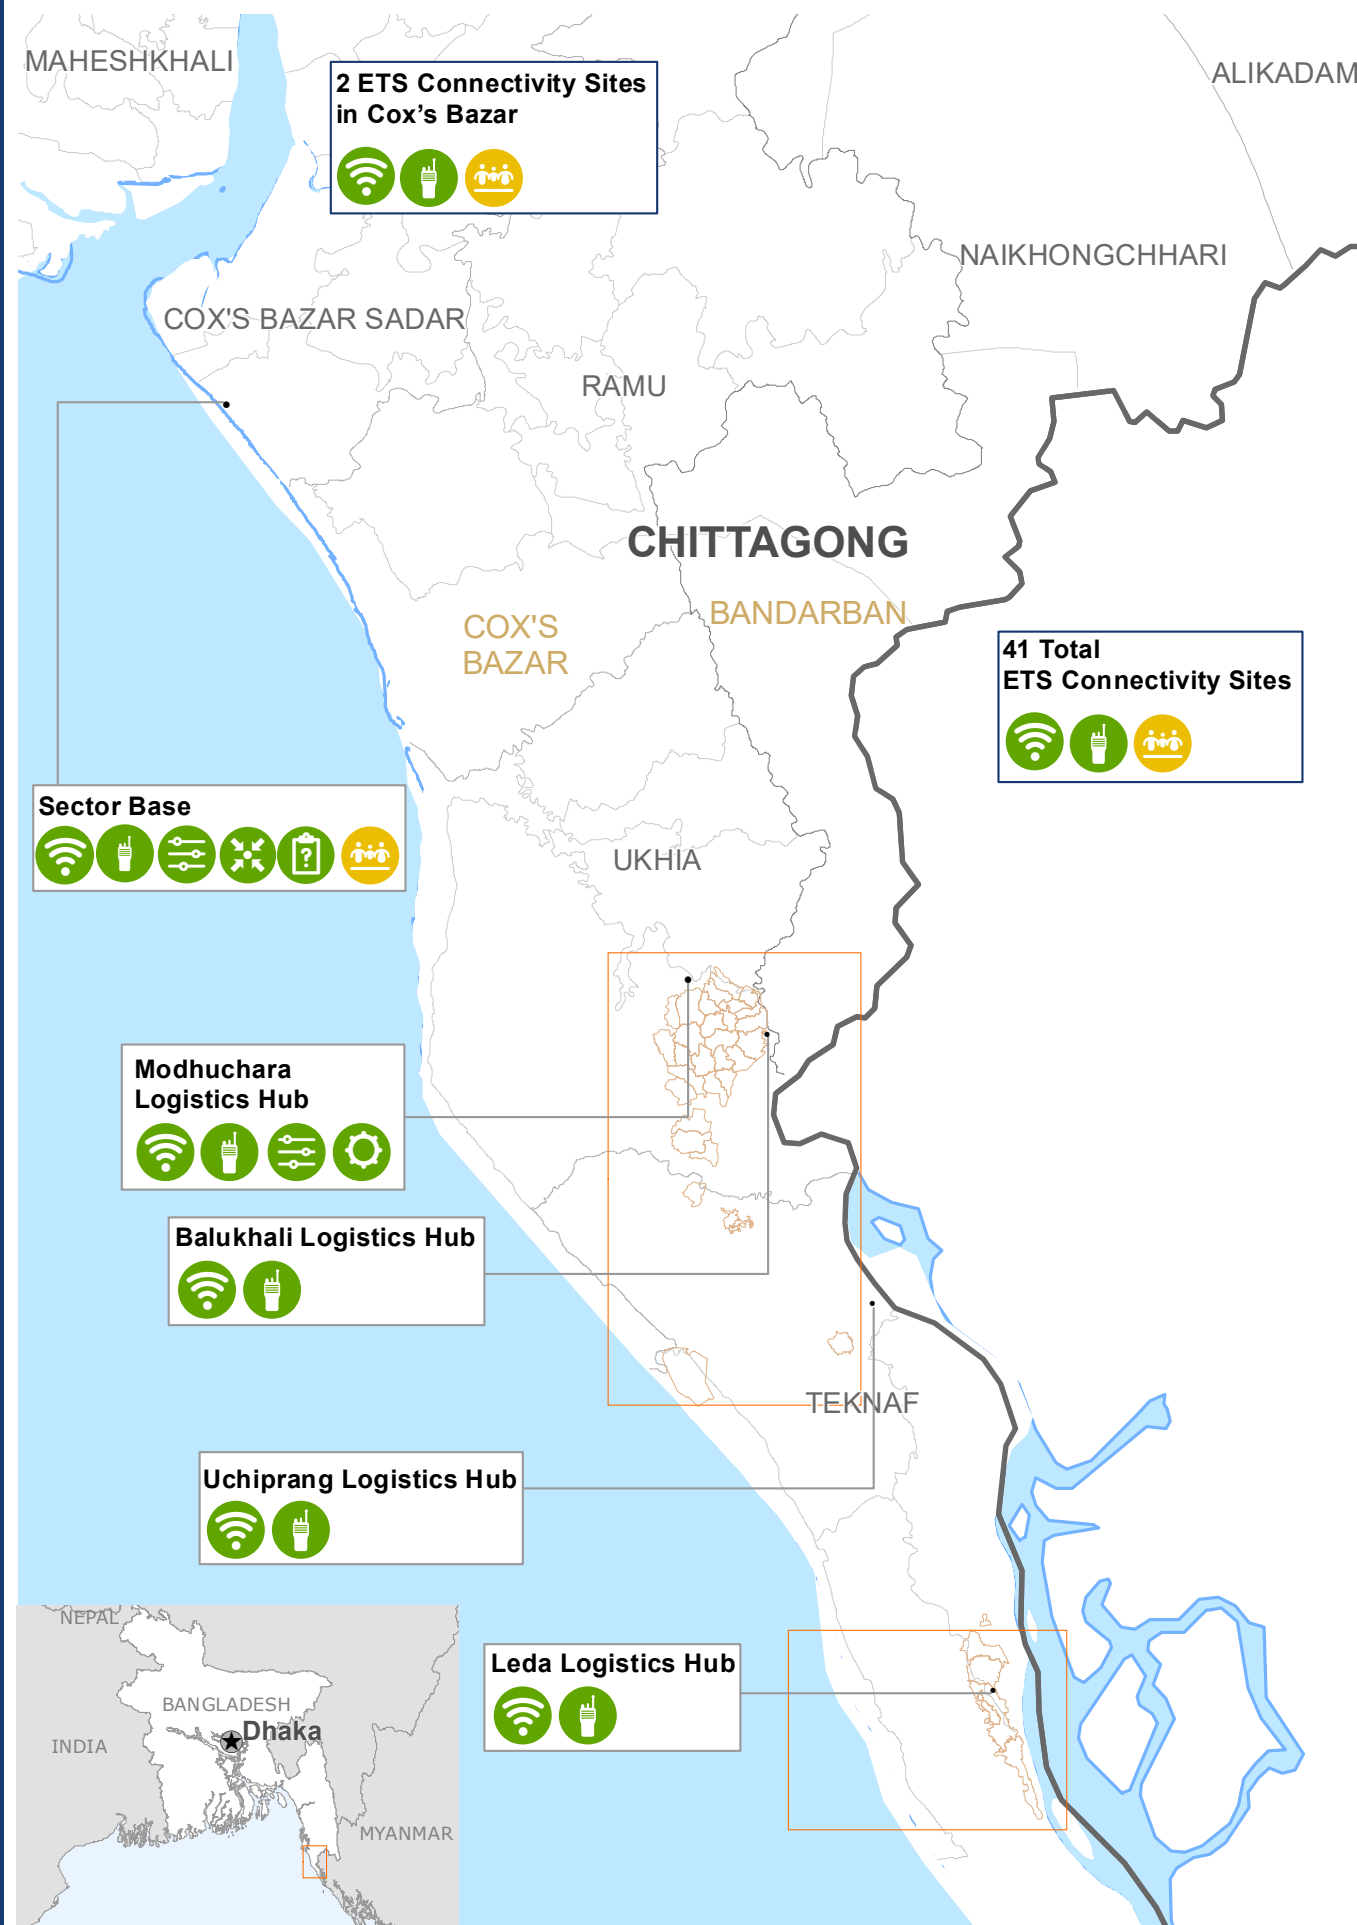 MAHESHKHALI
2 ETS Connectivity Sites
in Cox’s Bazar
ALIKADAM
NAIKHONGCHHARI
COX'S BAZAR SADAR
RAMU
CHITTAGONG
COX'S
BAZAR
BANDARBAN
41 Total
ETS Connectivity Sites
Sector Base
?
UKHIA
Modhuchara
Logistics Hub
Balukhali Logistics Hub
TEKNAF
Uchiprang Logistics Hub
Leda Logistics Hub
NEPAL
BANGLADESH
Dhaka
INDIA
MYANMAR